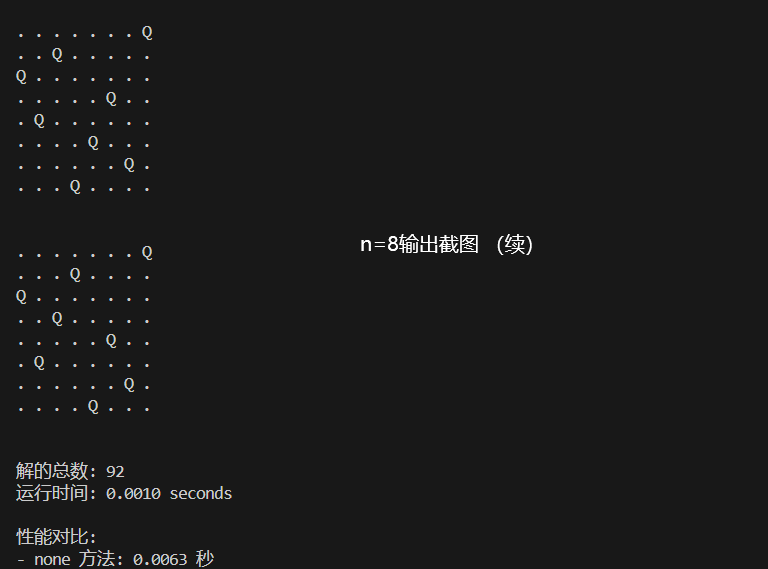 . . . . . . . Q
. . Q . . . . .
Q . . . . . . .
. . . . . Q . .
. Q . . . . . .
. . . . Q . . .
. . . . . . Q .
. . . Q . . . .
n=8输出截图 （续）
. . . . . . . Q
. . . Q . . . .
Q . . . . . . .
. . Q . . . . .
. . . . . Q . .
. Q . . . . . .
. . . . . . Q .
. . . . Q . . .
解的总数: 92
运行时间: 0.0010 seconds
性能对比:
- none 方法: 0.0063 秒